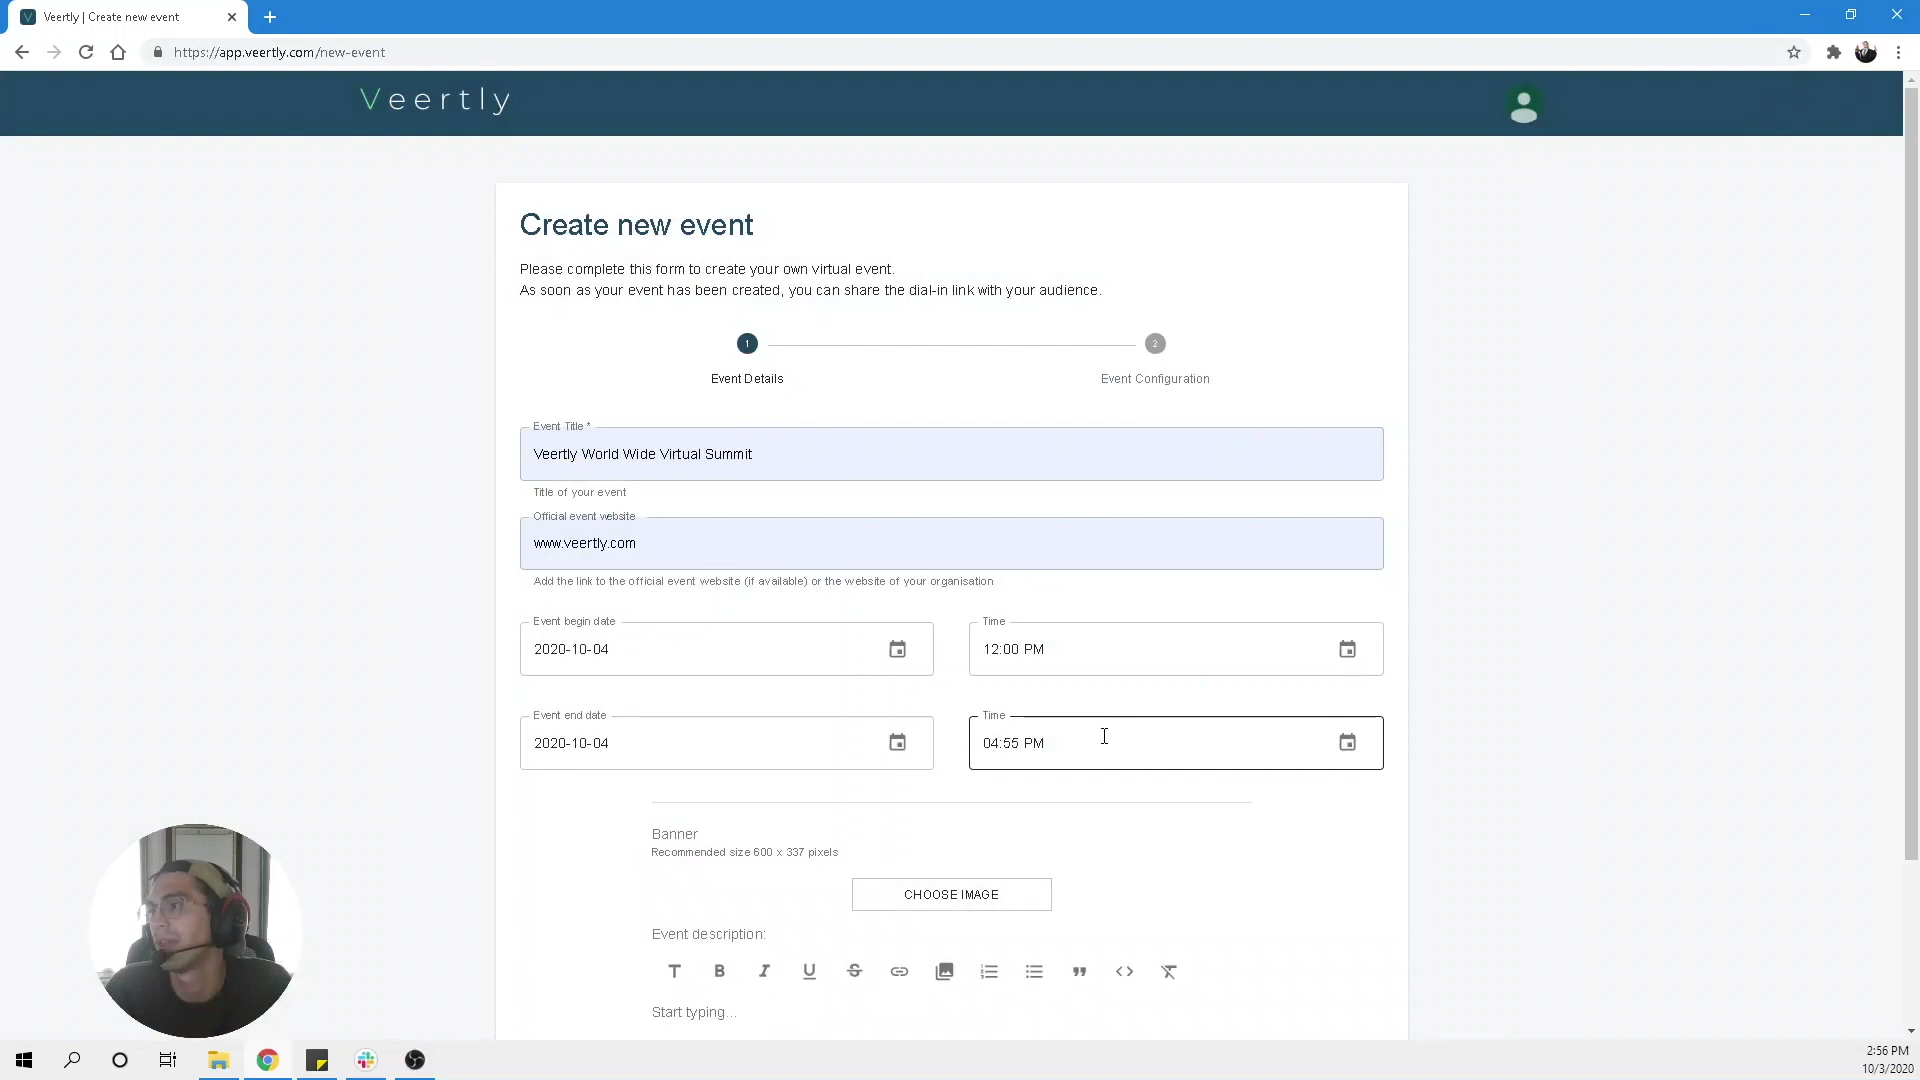 Veertly | Create new event
https://app.veertly.com/new-event
Veertly
Create new event
Please complete this form to create your own virtual event.
As soon as your event has been created, you can share the dial-in link with your audience.
1
2
Event Details
Event Configuration
Event Title *
Veertly World Wide Virtual Summit
Title of your event
Official event website
www.veertly.com
Add the link to the official event website (if available) or the website of your organisation
Event begin date
Time
2020-10-04
12:00 PM
Event end date
Time
2020-10-04
04:55 PM
Banner
Recommended size 600 x 337 pixels
CHOOSE IMAGE
Event description:
Start typing...
2:56 PM
10/3/2020